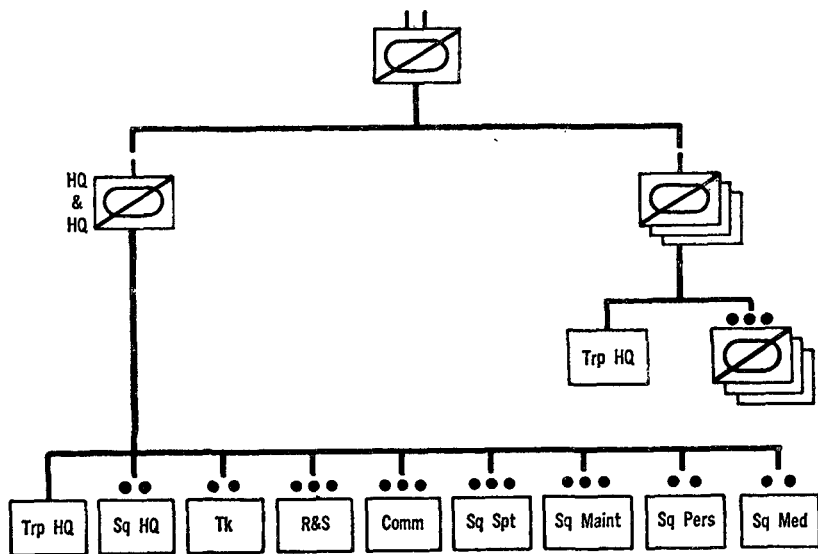 HQ
&
HQ
Trp HQ
Trp HQ
Sq HQ
Tk
R&S
Comm
Sq Spt
Sq Maint
Sq Pers
Sq Med